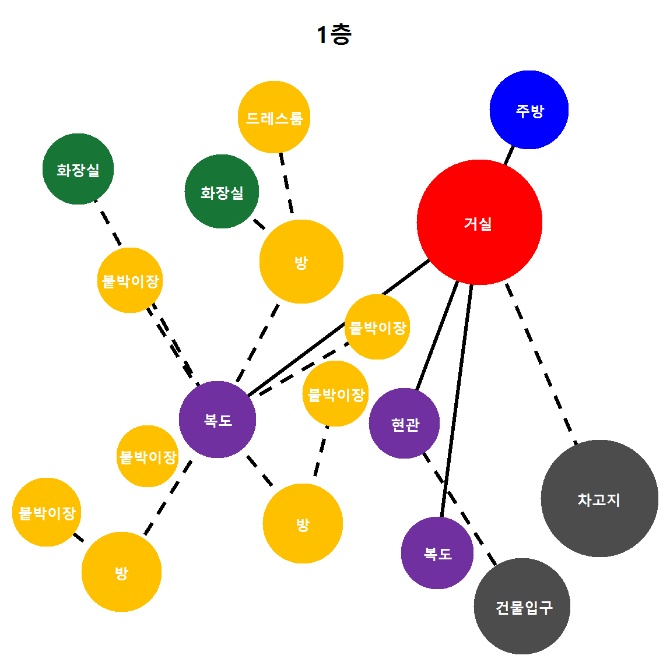 1층
주방
드레스룸
화장실
화장실
거실
방
붙박이장
붙박이장
붙박이장
복도
현관
붙박이장
차고지
붙박이장
방
복도
방
건물입구